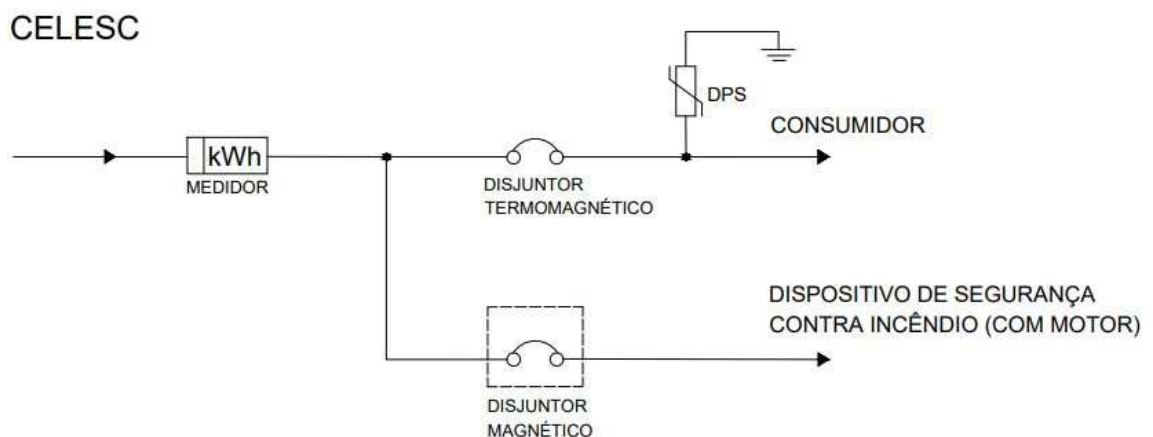 CELESC
DPS
CONSUMIDOR
kWh
MEDIDOR
DISJUNTOR
TERMOMAGNÉTICO
DISPOSITIVO DE SEGURANÇA
CONTRA INCÊNDIO (COM MOTOR)
DISJUNTOR
MAGNÉTICO